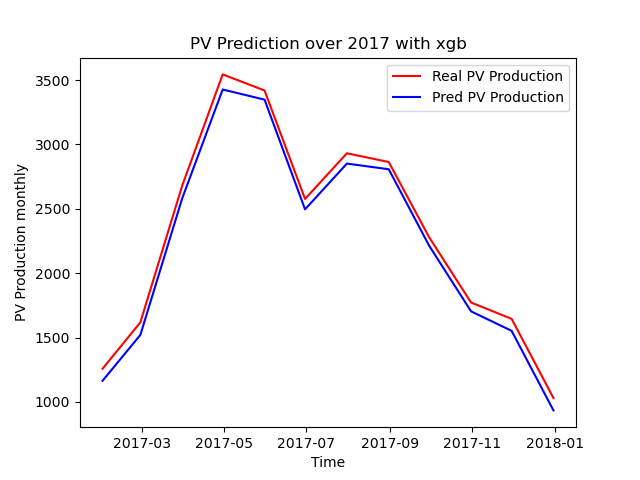 PV Prediction over 2017 with xgb
Real PV Production
Pred PV Production
PV Production monthly
3500
3000
2500
2000
1500
1000
2017-03 2017-05 2017-07 2017-09 2017-11 2018-01
Time